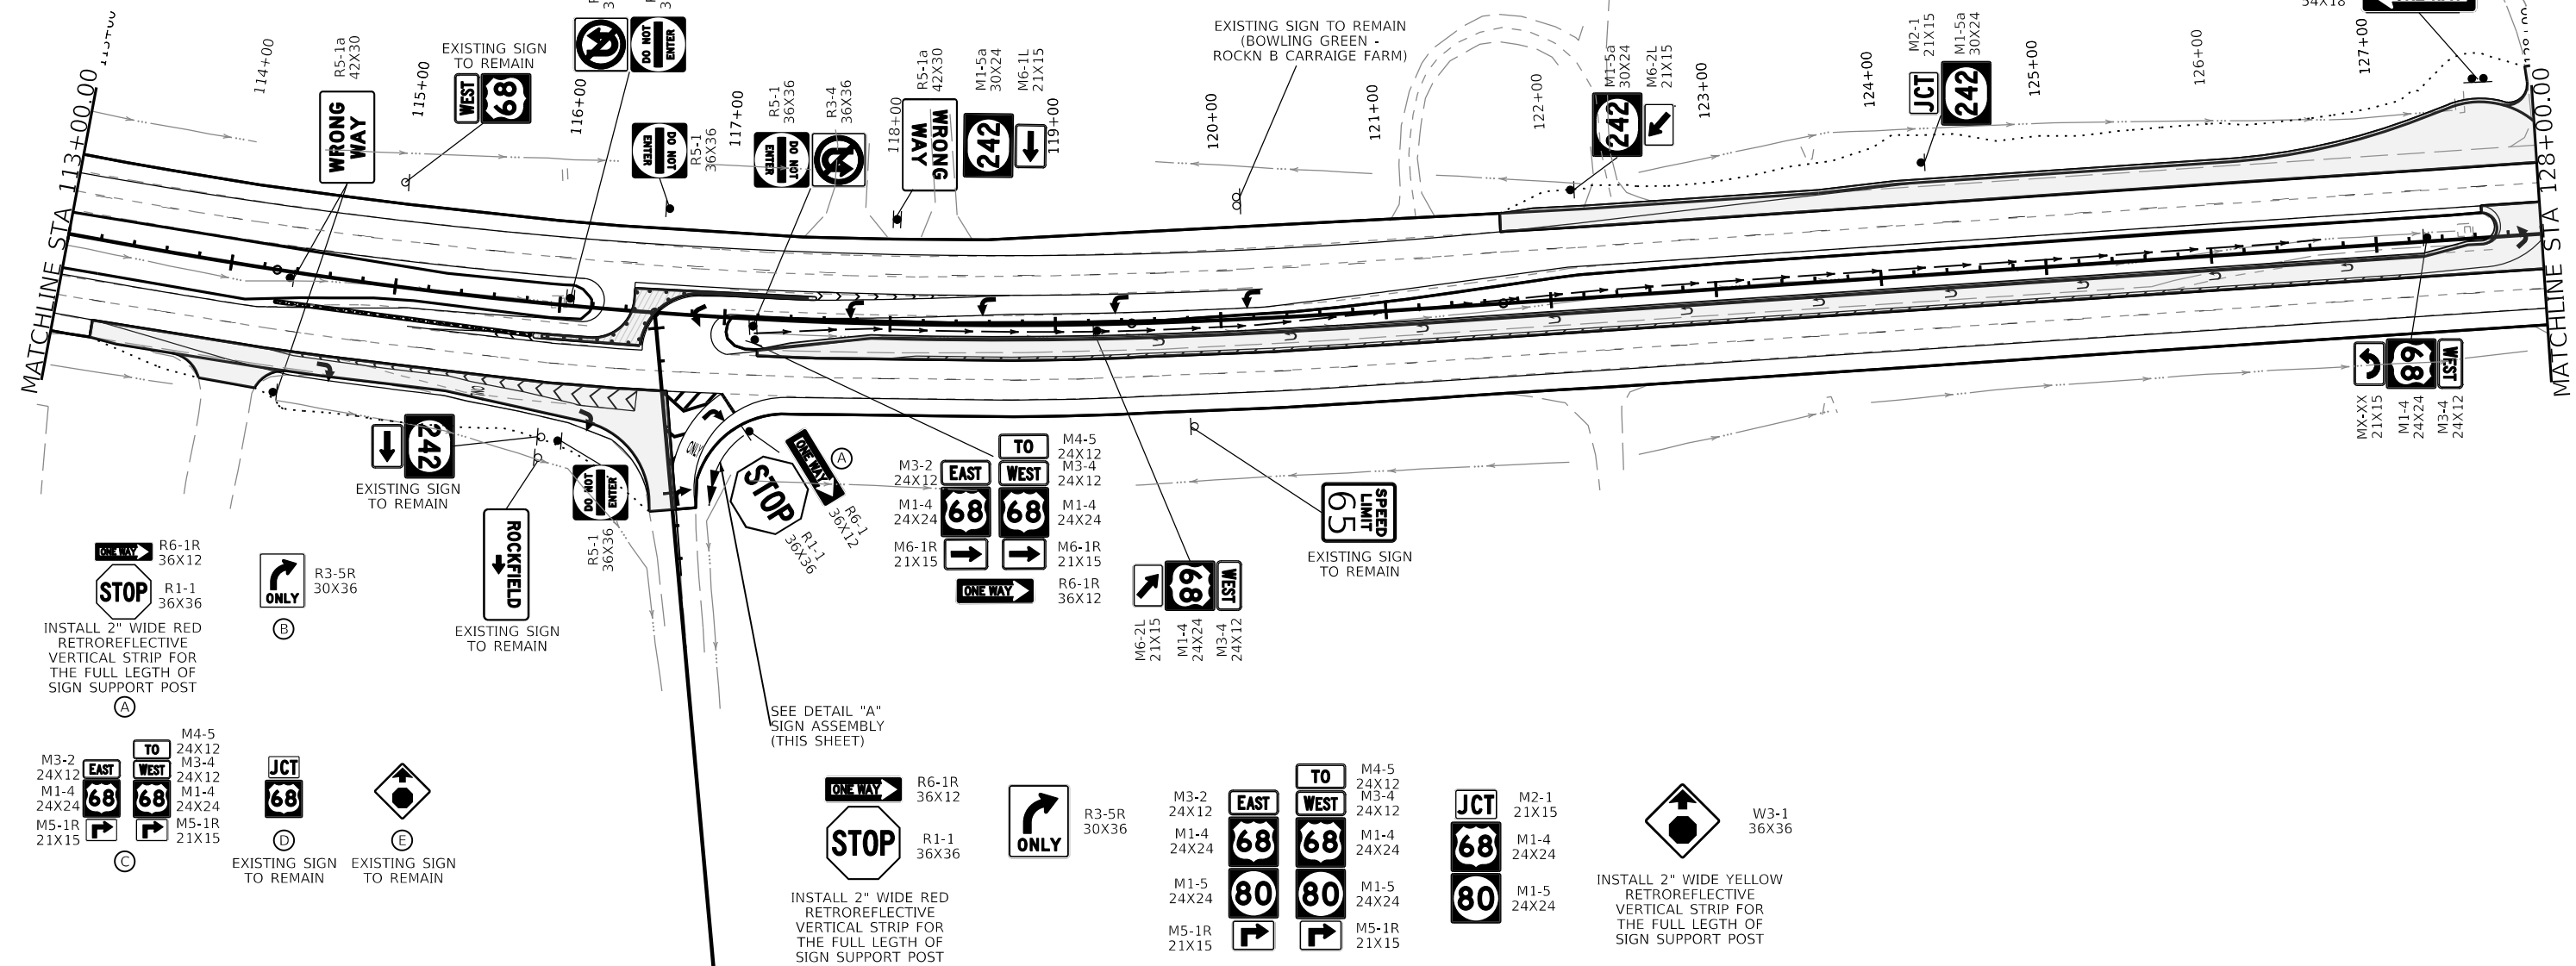 113+00
114+00
R5-1a
42X30
WRONG
WAY
EXISTING SIGN
TO REMAIN
WEST
68
115+00
116+00
DO NOT
ENTER
DO NOT
ENTER
R5-1
36X36
117+00
R5-1
36X36
DO NOT
ENTER
R3-4
36X36
118+00
R5-1a
42X30
WRONG
WAY
M1-5a
30X24
242
M6-1L
21X15
119+00
EXISTING SIGN TO REMAIN
(BOWLING GREEN -
ROCKN B CARRAIGE FARM)
120+00
121+00
122+00
M1-5a
30X24
242
M6-2L
21X15
123+00
124+00
M2-1
21X15
JCT
M1-5a
30X24
242
125+00
126+00
127+00
54X18
MATCHLINE STA 113+00.00
MATCHLINE STA 128+00.00
242
EXISTING SIGN
TO REMAIN
ROCKFIELD
EXISTING SIGN
TO REMAIN
DO NOT
ENTER
R5-1
36X36
ONLY
STOP
R1-1
36X36
ONE WAY
R6-1
36X12
A
TO
M4-5
24X12
M3-2
24X12
EAST
WEST
M3-4
24X12
M1-4
24X24
68
68
M1-4
24X24
M6-1R
21X15
M6-1R
21X15
ONE WAY
R6-1R
36X12
68
WEST
M6-2L
21X15
M1-4
24X24
M3-4
24X12
SPEED
LIMIT
65
EXISTING SIGN
TO REMAIN
68
WEST
MX-XX
21X15
M1-4
24X24
M3-4
24X12
ONE WAY
R6-1R
36X12
STOP
R1-1
36X36
INSTALL 2" WIDE RED
RETROREFLECTIVE
VERTICAL STRIP FOR
THE FULL LEGTH OF
SIGN SUPPORT POST
A
ONLY
R3-5R
30X36
B
TO
M4-5
24X12
M3-2
24X12
EAST
WEST
M3-4
24X12
M1-4
24X24
68
68
M1-4
24X24
M5-1R
21X15
M5-1R
21X15
C
JCT
68
D
EXISTING SIGN
TO REMAIN
E
EXISTING SIGN
TO REMAIN
SEE DETAIL "A"
SIGN ASSEMBLY
(THIS SHEET)
ONE WAY
R6-1R
36X12
STOP
R1-1
36X36
INSTALL 2" WIDE RED
RETROREFLECTIVE
VERTICAL STRIP FOR
THE FULL LEGTH OF
SIGN SUPPORT POST
ONLY
R3-5R
30X36
TO
M4-5
24X12
M3-2
24X12
EAST
WEST
M3-4
24X12
M1-4
24X24
68
68
M1-4
24X24
M1-5
24X24
80
80
M1-5
24X24
M5-1R
21X15
M5-1R
21X15
JCT
M2-1
21X15
68
M1-4
24X24
80
M1-5
24X24
W3-1
36X36
INSTALL 2" WIDE YELLOW
RETROREFLECTIVE
VERTICAL STRIP FOR
THE FULL LEGTH OF
SIGN SUPPORT POST